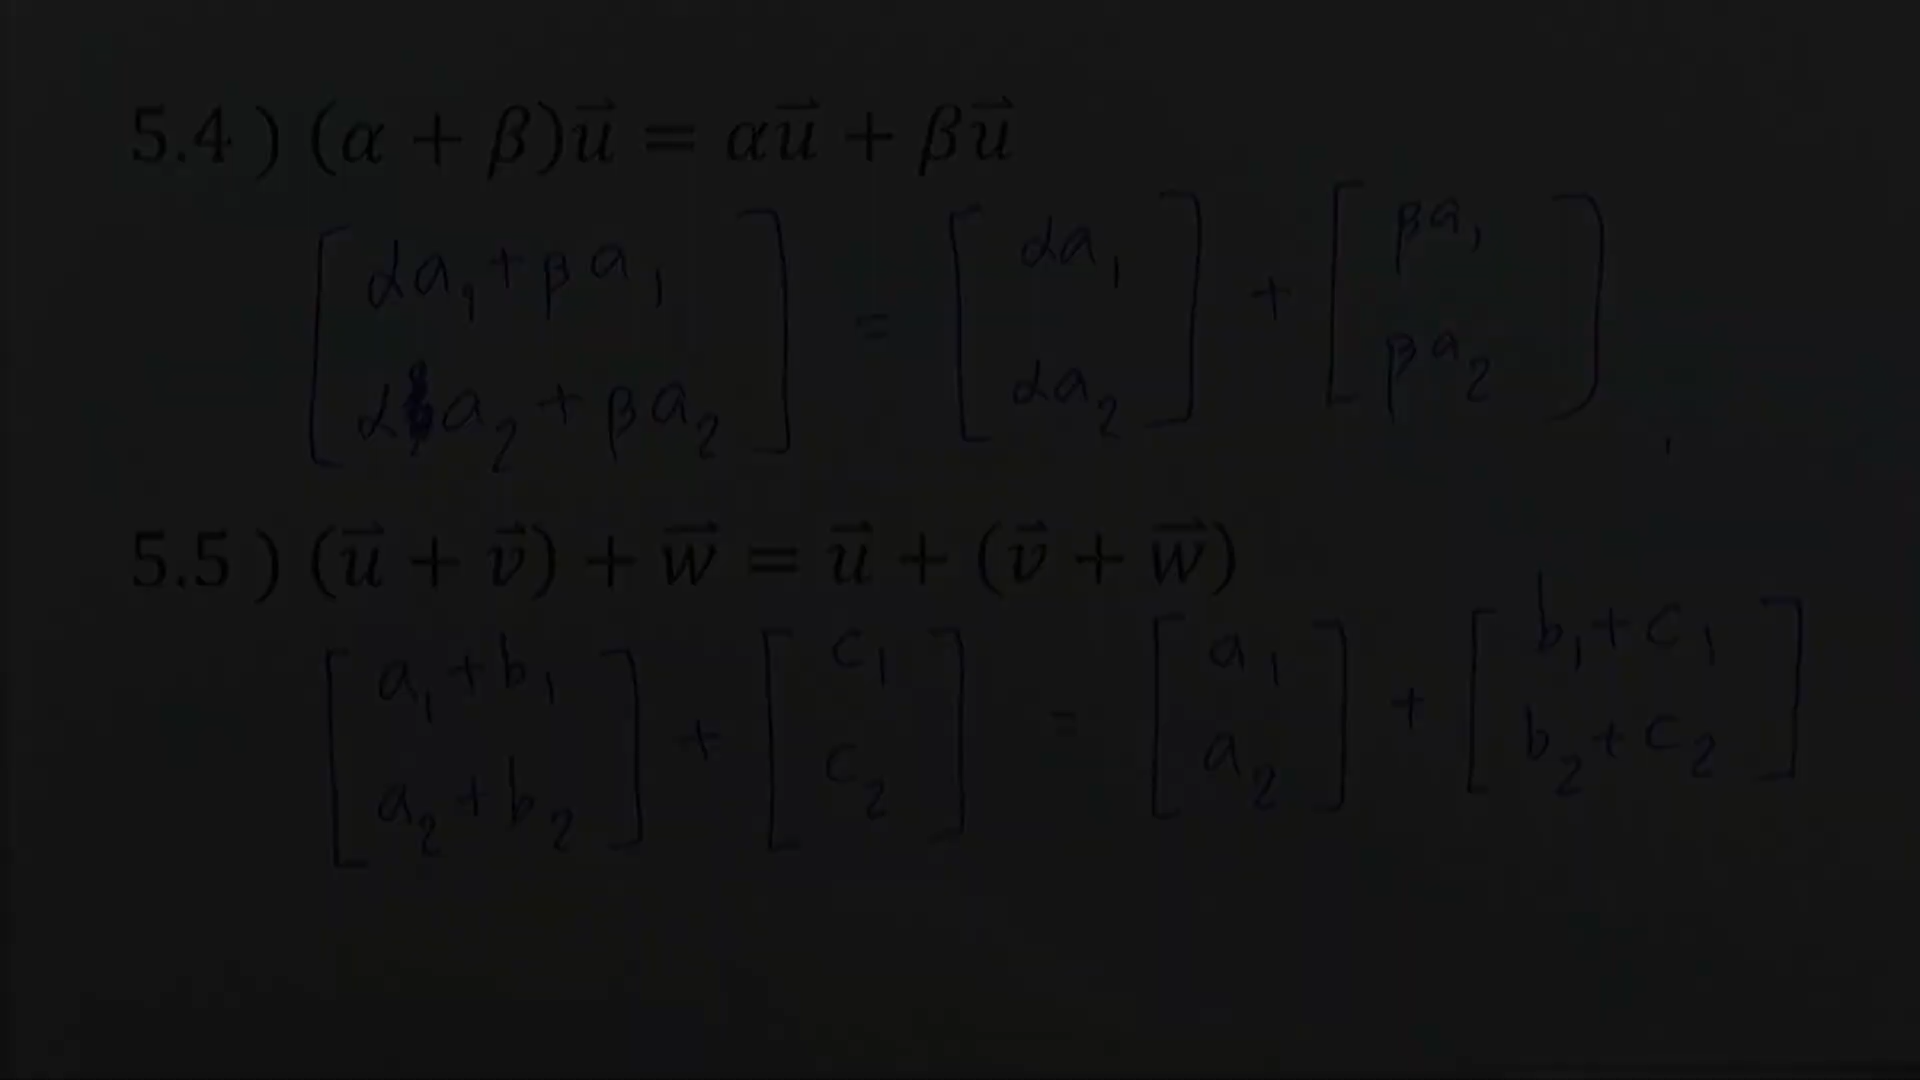 5.4 ) (α + β)u⃗ = αu⃗ + βu⃗
[ αa₁ + βa₁ ] = [ αa₁ ] + [ βa₁ ]
[ αa₂ + βa₂ ] [ αa₂ ] [ βa₂ ]
5.5 ) (u⃗ + v⃗) + w⃗ = u⃗ + (v⃗ + w⃗)
[ a₁ + b₁ ] + [ c₁ ] = [ a₁ ] + [ b₁ + c₁ ]
[ a₂ + b₂ ] [ c₂ ] [ a₂ ] [ b₂ + c₂ ]